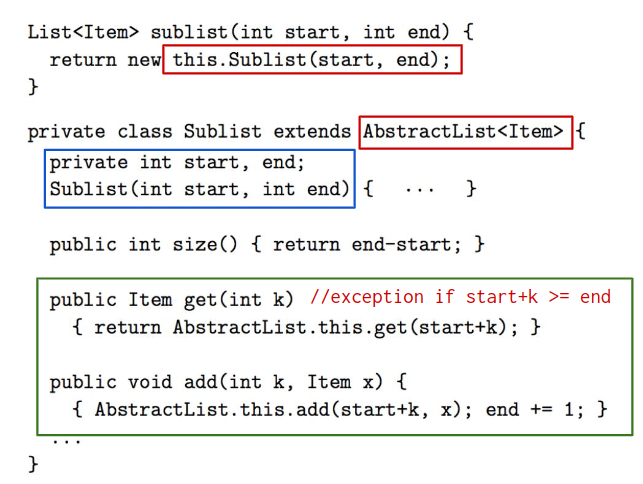 List<Item> sublist(int start, int end) {
return new this.Sublist(start, end);
}
private class Sublist extends AbstractList<Item> {
private int start, end;
Sublist(int start, int end) { ... }
public int size() { return end-start; }
public Item get(int k) //exception if start+k >= end
{ return AbstractList.this.get(start+k); }
public void add(int k, Item x) {
{ AbstractList.this.add(start+k, x); end += 1; }
...
}